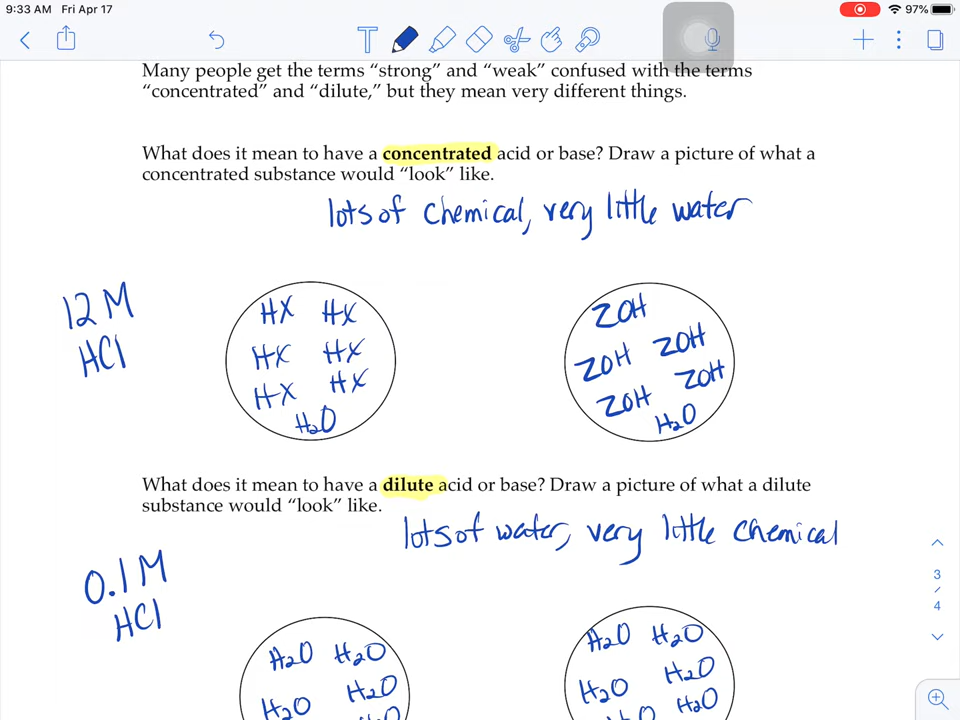 9:33 AM Fri Apr 17 97%
T
Many people get the terms “strong” and “weak” confused with the terms
“concentrated” and “dilute,” but they mean very different things.
What does it mean to have a concentrated acid or base? Draw a picture of what a
concentrated substance would “look” like.
lots of chemical, very little water
12 M
HCl
HX HX
HX HX
HX HX
H₂O
ZOH
ZOH ZOH
ZOH ZOH
H₂O
What does it mean to have a dilute acid or base? Draw a picture of what a dilute
substance would “look” like.
lots of water, very little chemical
0.1M
HCl
H₂O H₂O
H₂O H₂O
H₂O H₂O
H₂O H₂O
H₂O
3
/
4